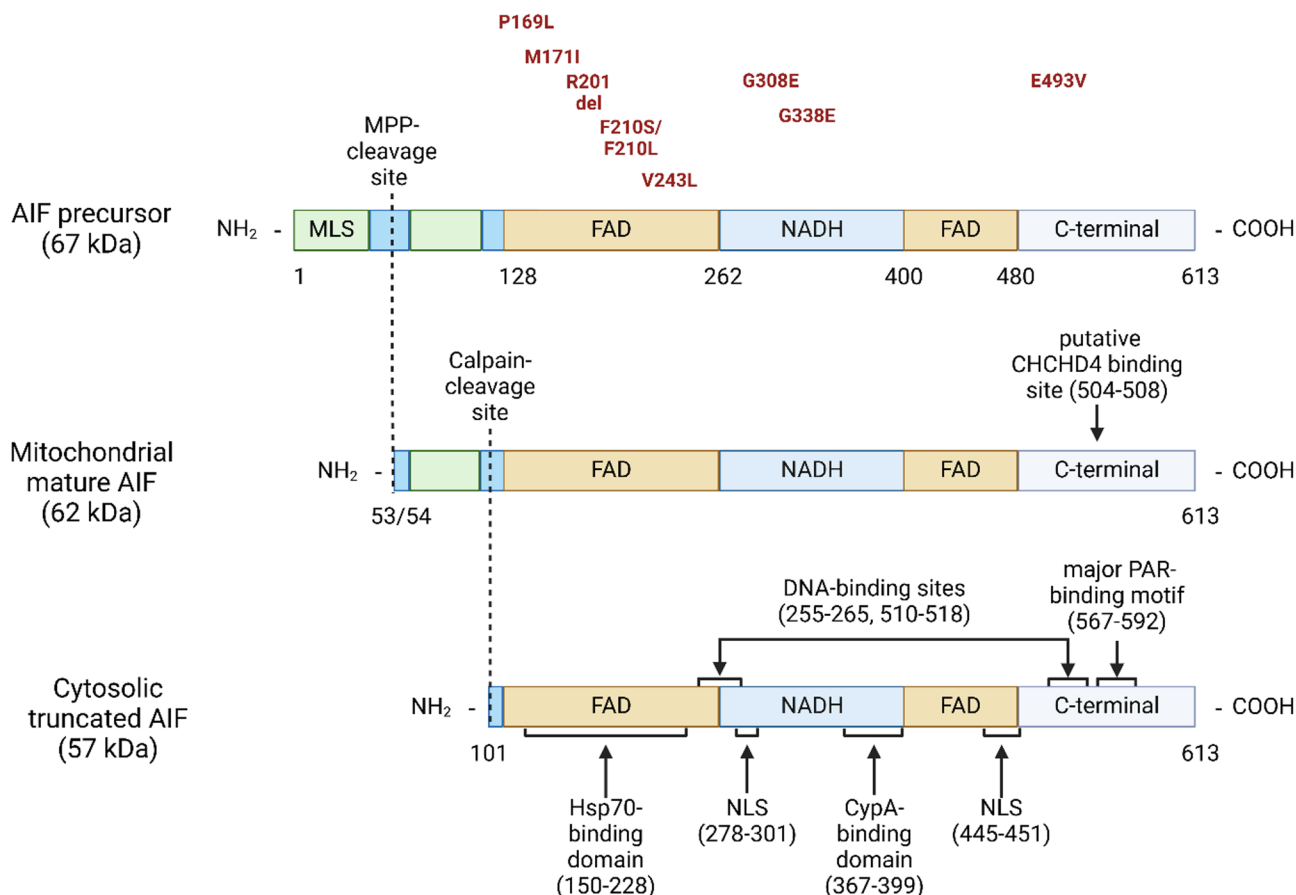 P169L
M171I
R201
del
G308E
E493V
G338E
F210S/
F210L
V243L
MPP-
cleavage
site
AIF precursor
(67 kDa)
NH₂ -
MLS
FAD
NADH
FAD
C-terminal
- COOH
1
128
262
400
480
613
Calpain-
cleavage
site
putative
CHCHD4 binding
site (504-508)
Mitochondrial
mature AIF
(62 kDa)
NH₂ -
FAD
NADH
FAD
C-terminal
- COOH
53/54
613
DNA-binding sites
(255-265, 510-518)
major PAR-
binding motif
(567-592)
Cytosolic
truncated AIF
(57 kDa)
NH₂ -
FAD
NADH
FAD
C-terminal
- COOH
101
613
Hsp70-
binding
domain
(150-228)
NLS
(278-301)
CypA-
binding
domain
(367-399)
NLS
(445-451)